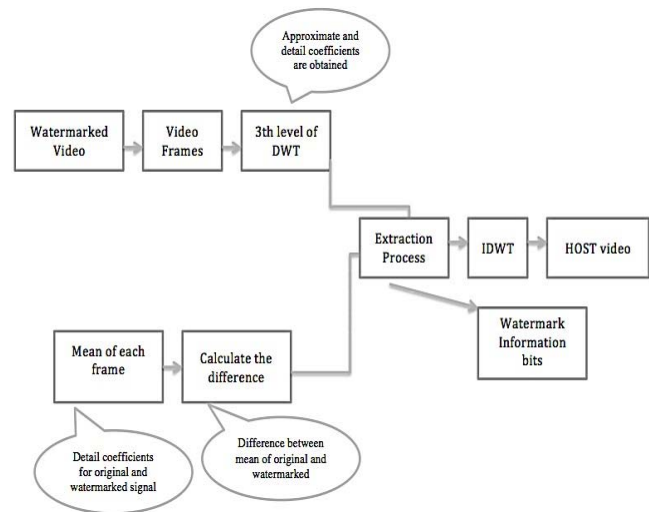 Approximate and
detail coefficients
are obtained
Watermarked
Video
Video
Frames
3th level of
DWT
Extraction
Process
IDWT
HOST video
Watermark
Information
bits
Mean of each
frame
Calculate the
difference
Detail coefficients
for original and
watermarked signal
Difference between
mean of original and
watermarked